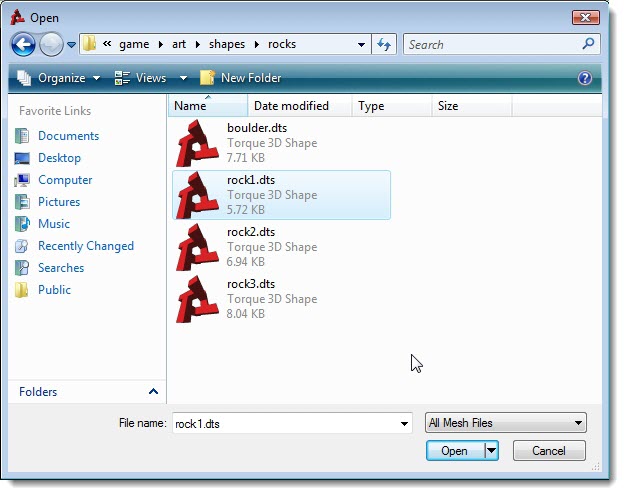 Open
« game ▸ art ▸ shapes ▸ rocks
Search
Organize
Views
New Folder
Favorite Links
Documents
Desktop
Computer
Pictures
Music
Recently Changed
Searches
Public
Folders
Name
Date modified
Type
Size
boulder.dts
Torque 3D Shape
7.71 KB
rock1.dts
Torque 3D Shape
5.72 KB
rock2.dts
Torque 3D Shape
6.94 KB
rock3.dts
Torque 3D Shape
8.04 KB
File name:
rock1.dts
All Mesh Files
Open
Cancel